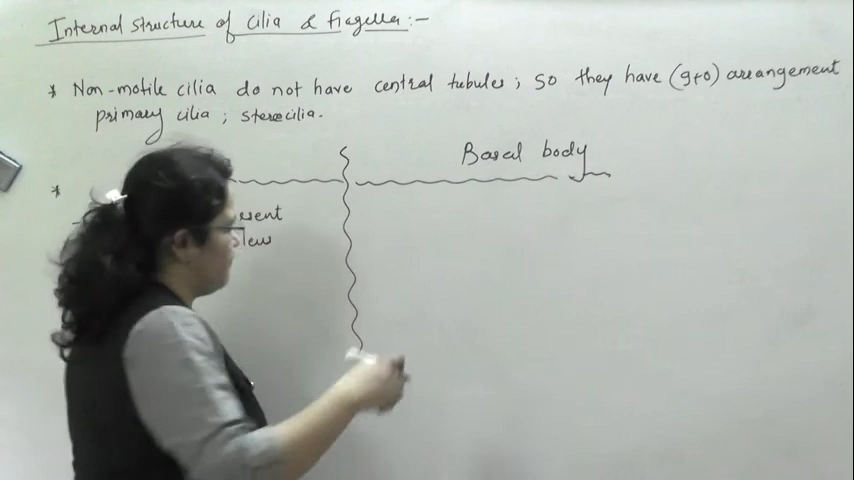 Internal structure of Cilia & flagella:-
* Non-motile cilia do not have central tubules; so they have (9+0) arrangement
primary cilia; stereocilia.
Basal body
*